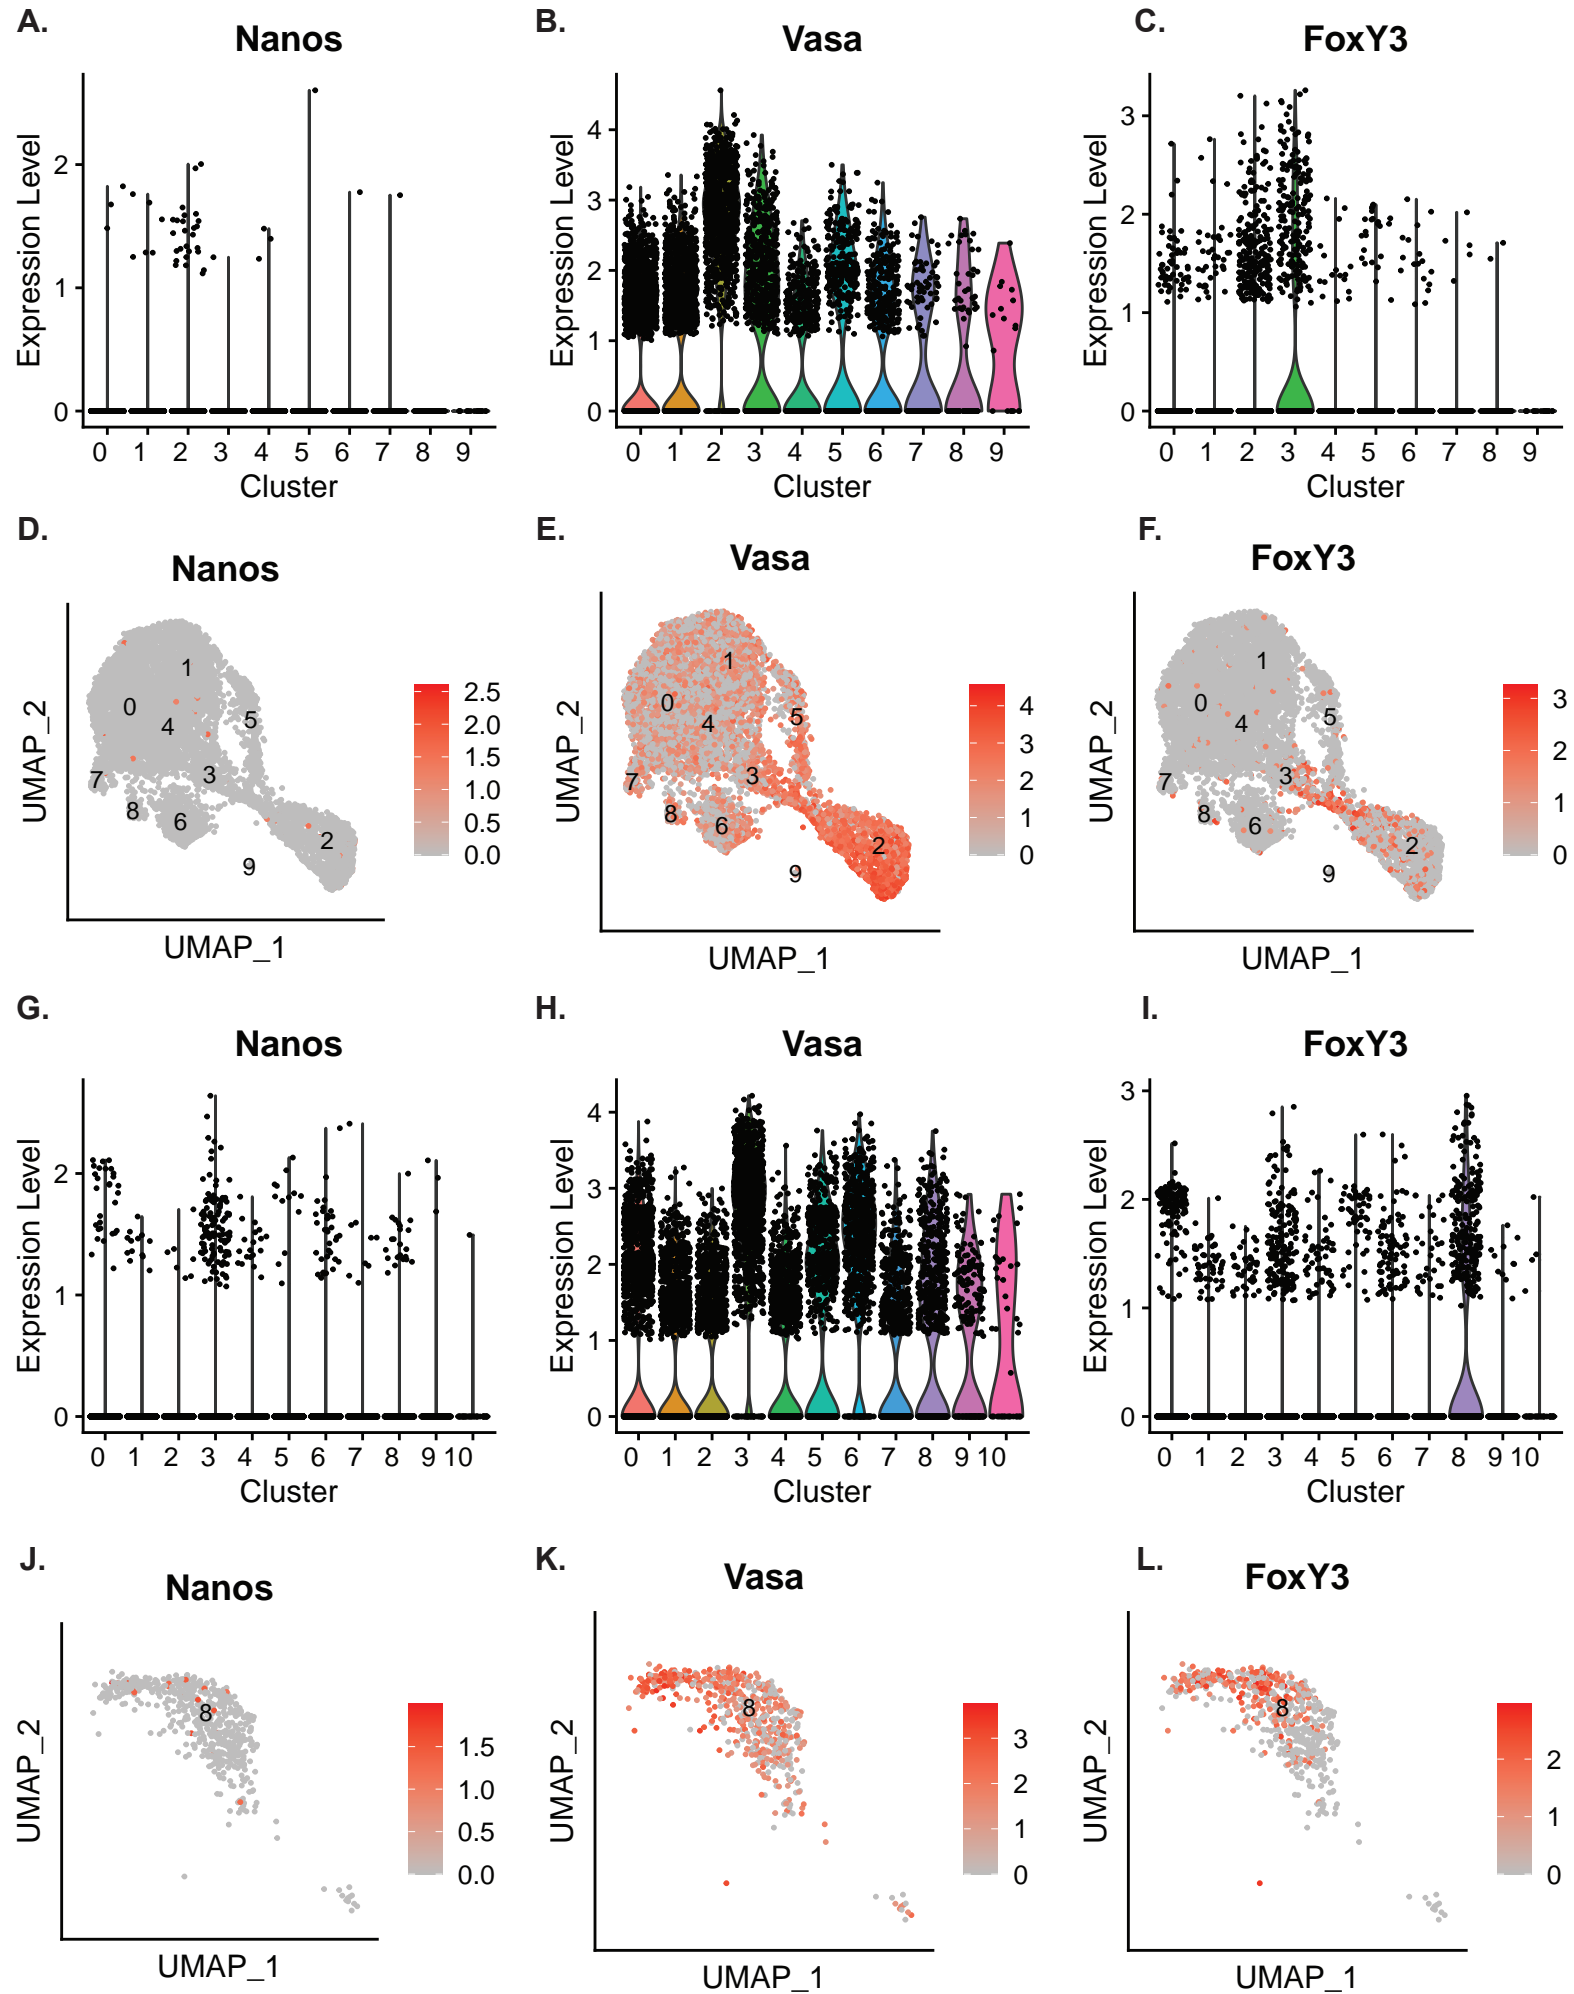 A.
Nanos
Expression Level
2
1
0
0 1 2 3 4 5 6 7 8 9
Cluster
B.
Vasa
Expression Level
4
3
2
1
0
0 1 2 3 4 5 6 7 8 9
Cluster
C.
FoxY3
Expression Level
3
2
1
0
0 1 2 3 4 5 6 7 8 9
Cluster
D.
Nanos
UMAP_2
1
0
4
5
3
7
8
6
2
9
2.5
2.0
1.5
1.0
0.5
0.0
UMAP_1
E.
Vasa
UMAP_2
1
0
4
5
3
7
8
6
2
9
4
3
2
1
0
UMAP_1
F.
FoxY3
UMAP_2
1
0
4
5
3
7
8
6
2
9
3
2
1
0
UMAP_1
G.
Nanos
Expression Level
2
1
0
0 1 2 3 4 5 6 7 8 9 10
Cluster
H.
Vasa
Expression Level
4
3
2
1
0
0 1 2 3 4 5 6 7 8 9 10
Cluster
I.
FoxY3
Expression Level
3
2
1
0
0 1 2 3 4 5 6 7 8 9 10
Cluster
J.
Nanos
UMAP_2
8
1.5
1.0
0.5
0.0
UMAP_1
K.
Vasa
UMAP_2
8
3
2
1
0
UMAP_1
L.
FoxY3
UMAP_2
8
2
1
0
UMAP_1